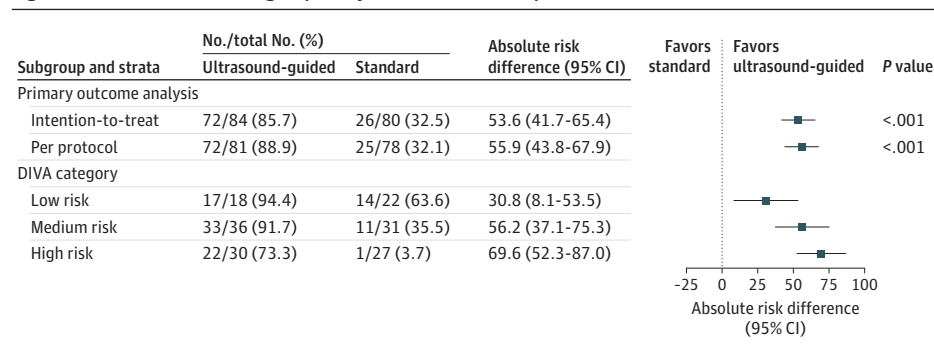 No./total No. (%)
Absolute risk difference (95% CI)
Favors standard
Favors ultrasound-guided
P value
Subgroup and strata
Ultrasound-guided
Standard
Primary outcome analysis
Intention-to-treat 72/84 (85.7) 26/80 (32.5) 53.6 (41.7-65.4) <.001
Per protocol 72/81 (88.9) 25/78 (32.1) 55.9 (43.8-67.9) <.001
DIVA category
Low risk 17/18 (94.4) 14/22 (63.6) 30.8 (8.1-53.5)
Medium risk 33/36 (91.7) 11/31 (35.5) 56.2 (37.1-75.3)
High risk 22/30 (73.3) 1/27 (3.7) 69.6 (52.3-87.0)
-25 0 25 50 75 100
Absolute risk difference
(95% CI)